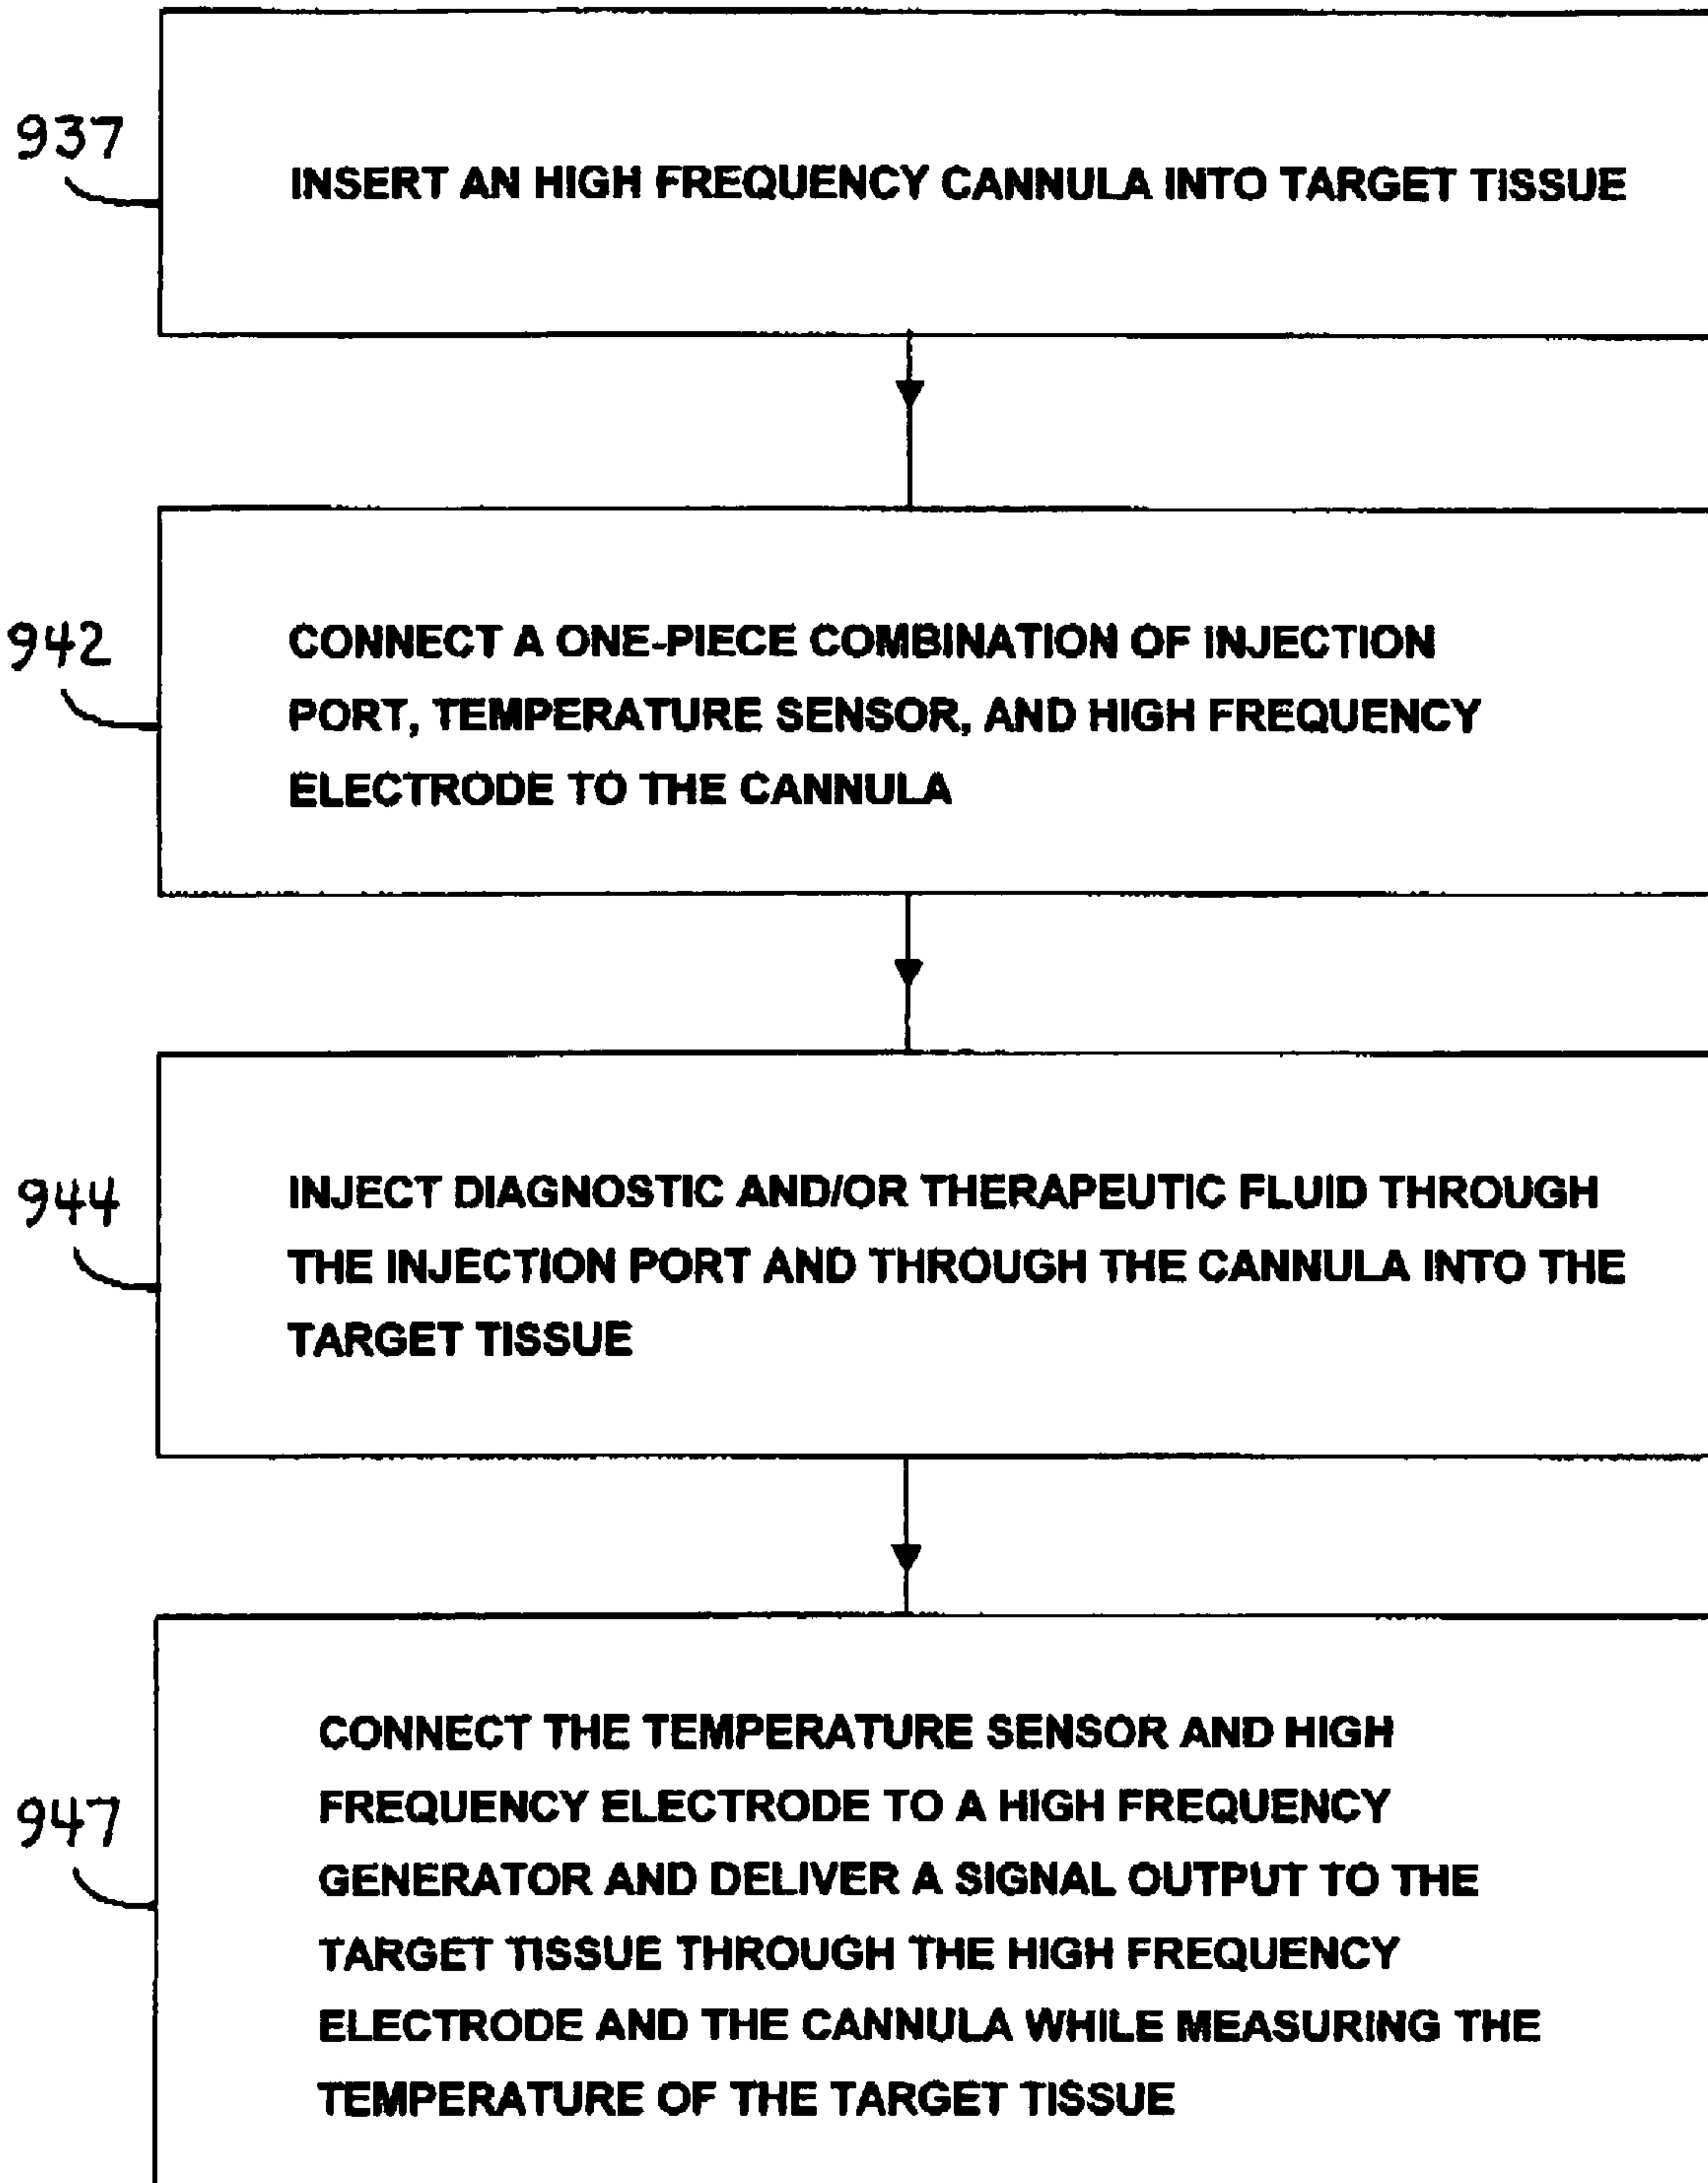 937
INSERT AN HIGH FREQUENCY CANNULA INTO TARGET TISSUE
942
CONNECT A ONE-PIECE COMBINATION OF INJECTION
PORT, TEMPERATURE SENSOR, AND HIGH FREQUENCY
ELECTRODE TO THE CANNULA
944
INJECT DIAGNOSTIC AND/OR THERAPEUTIC FLUID THROUGH
THE INJECTION PORT AND THROUGH THE CANNULA INTO THE
TARGET TISSUE
947
CONNECT THE TEMPERATURE SENSOR AND HIGH
FREQUENCY ELECTRODE TO A HIGH FREQUENCY
GENERATOR AND DELIVER A SIGNAL OUTPUT TO THE
TARGET TISSUE THROUGH THE HIGH FREQUENCY
ELECTRODE AND THE CANNULA WHILE MEASURING THE
TEMPERATURE OF THE TARGET TISSUE